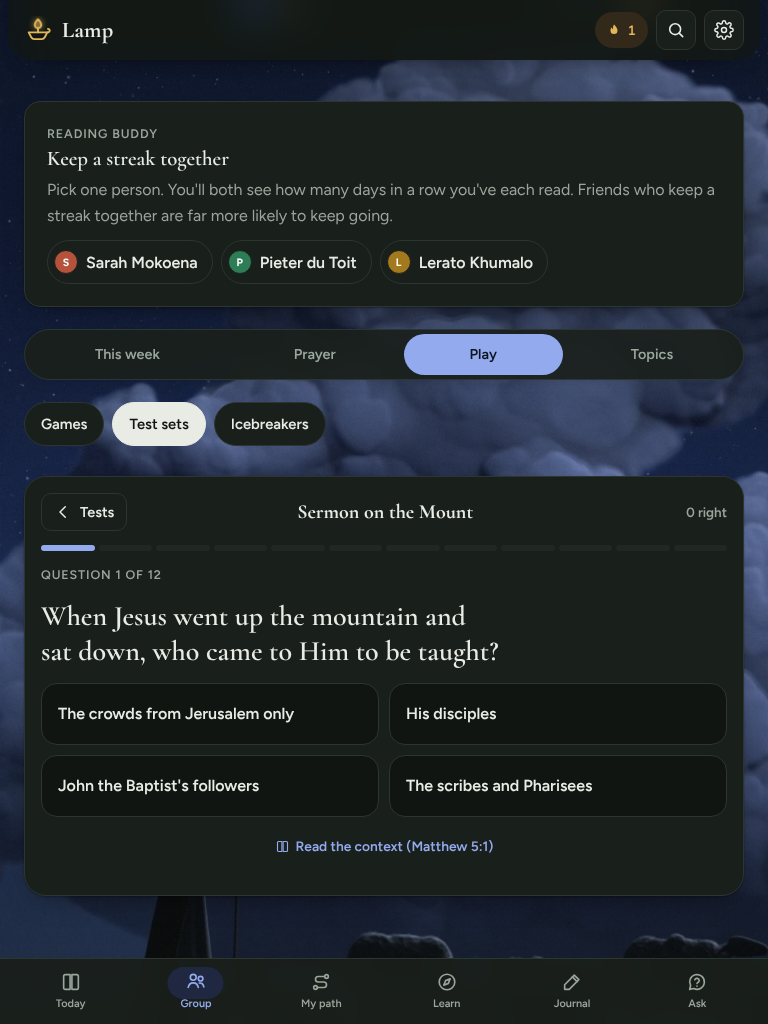 Lamp
1
READING BUDDY
Keep a streak together
Pick one person. You'll both see how many days in a row you've each read. Friends who keep a
streak together are far more likely to keep going.
S Sarah Mokoena P Pieter du Toit L Lerato Khumalo
This week Prayer Play Topics
Games Test sets Icebreakers
Tests Sermon on the Mount 0 right
QUESTION 1 OF 12
When Jesus went up the mountain and
sat down, who came to Him to be taught?
The crowds from Jerusalem only His disciples
John the Baptist's followers The scribes and Pharisees
Read the context (Matthew 5:1)
Today Group My path Learn Journal Ask